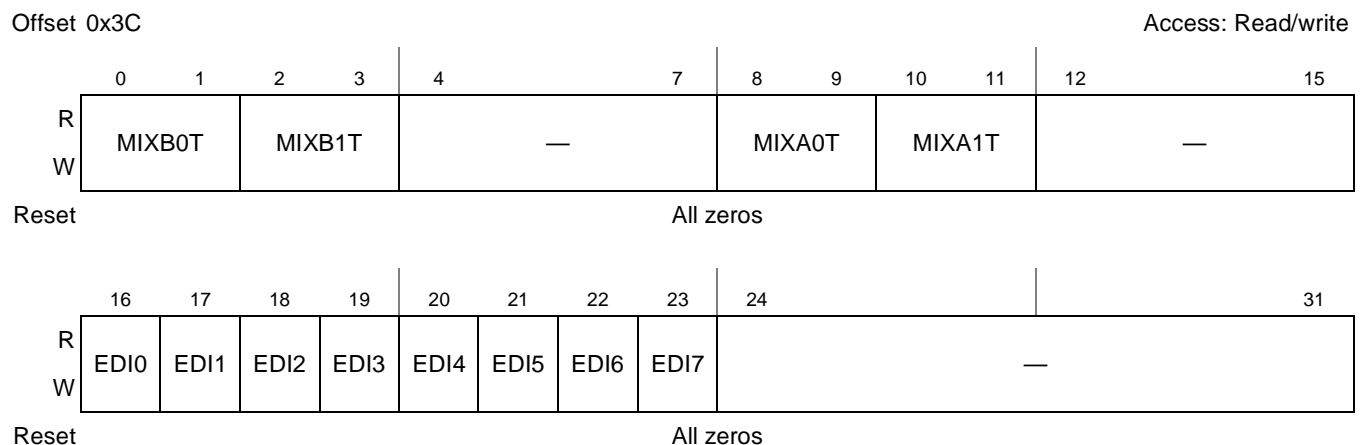 Offset 0x3C Access: Read/write
0 1 2 3 4 7 8 9 10 11 12 15
R
W
MIXB0T MIXB1T — MIXA0T MIXA1T —
Reset All zeros
16 17 18 19 20 21 22 23 24 31
R
W
EDI0 EDI1 EDI2 EDI3 EDI4 EDI5 EDI6 EDI7 —
Reset All zeros